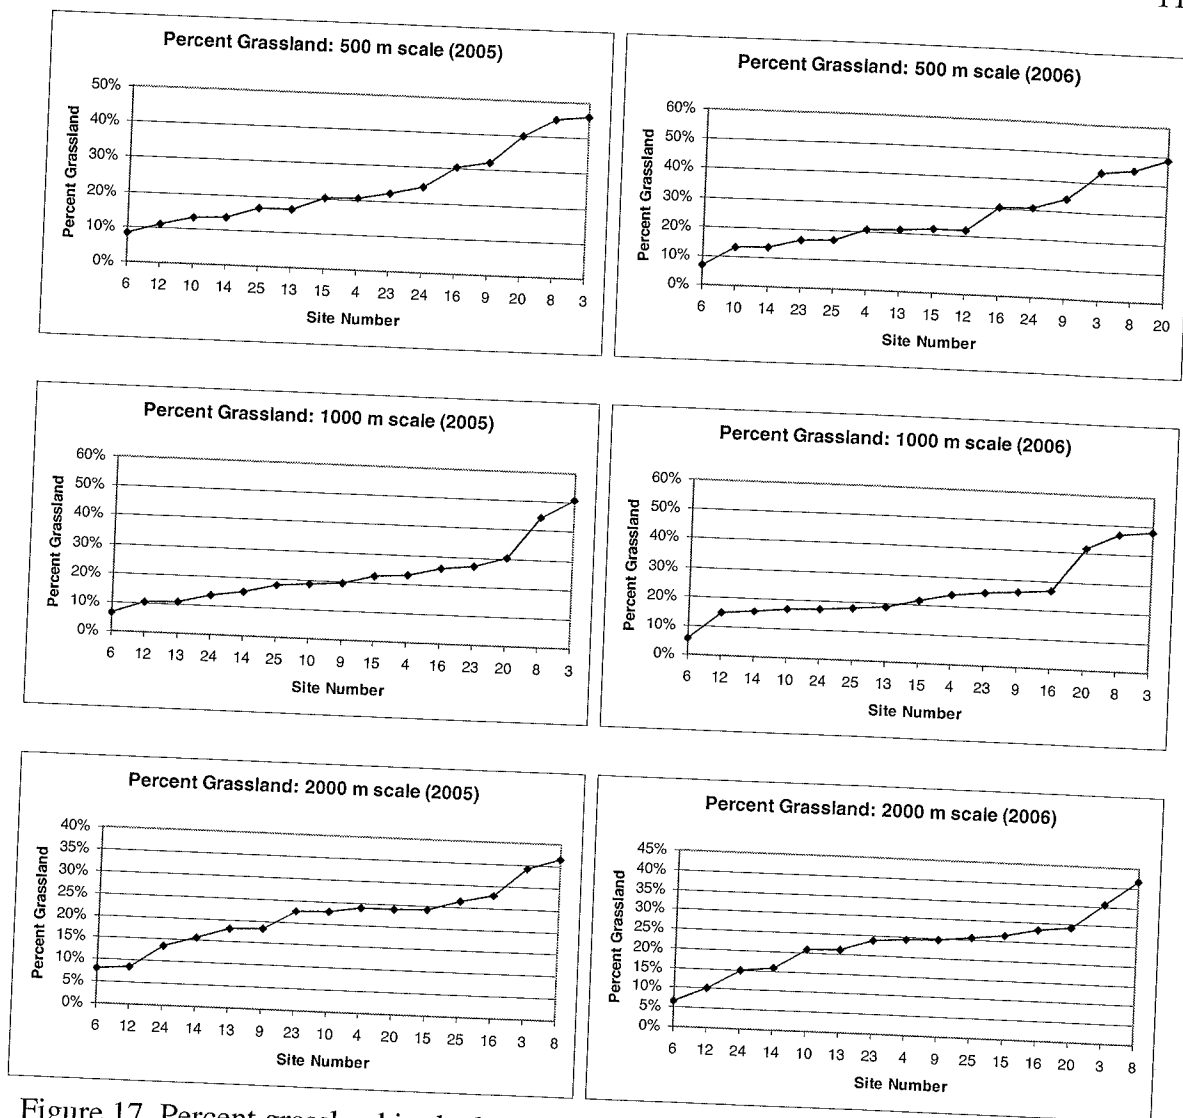 11
Percent Grassland: 500 m scale (2005)
50%
40%
30%
20%
10%
0%
Percent Grassland
6 12 10 14 25 13 15 4 23 24 16 9 20 8 3
Site Number
Percent Grassland: 500 m scale (2006)
60%
50%
40%
30%
20%
10%
0%
Percent Grassland
6 10 14 23 25 4 13 15 12 16 24 9 3 8 20
Site Number
Percent Grassland: 1000 m scale (2005)
60%
50%
40%
30%
20%
10%
0%
Percent Grassland
6 12 13 24 14 25 10 9 15 4 16 23 20 8 3
Site Number
Percent Grassland: 1000 m scale (2006)
60%
50%
40%
30%
20%
10%
0%
Percent Grassland
6 12 14 10 24 25 13 15 4 23 9 16 20 8 3
Site Number
Percent Grassland: 2000 m scale (2005)
40%
35%
30%
25%
20%
15%
10%
5%
0%
Percent Grassland
6 12 24 14 13 9 23 10 4 20 15 25 16 3 8
Site Number
Percent Grassland: 2000 m scale (2006)
45%
40%
35%
30%
25%
20%
15%
10%
5%
0%
Percent Grassland
6 12 24 14 10 13 23 4 9 25 15 16 20 3 8
Site Number
Figure 17. Percent grassland